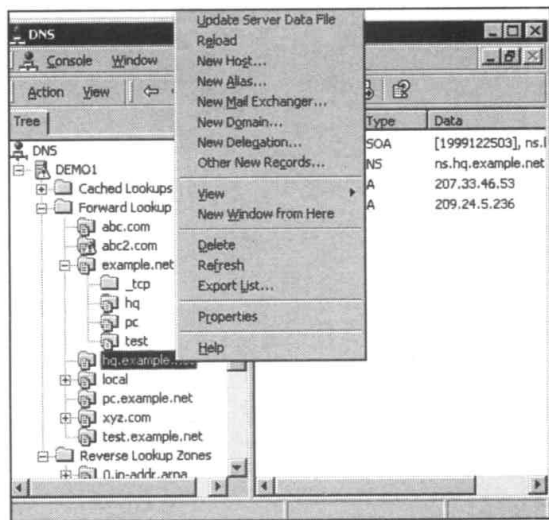 DNS
Console Window
Action View
Tree
DNS
DEMO1
Cached Lookups
Forward Lookup
abc.com
abc2.com
example.net
_tcp
hq
pc
test
hq.example.net
local
pc.example.net
xyz.com
test.example.net
Reverse Lookup Zones
0.in-addr.arpa
Update Server Data File
Reload
New Host...
New Alias...
New Mail Exchanger...
New Domain...
New Delegation...
Other New Records...
View
New Window from Here
Delete
Refresh
Export List...
Properties
Help
Type Data
SOA [1999122503], ns.
NS ns.hq.example.net
A 207.33.46.53
A 209.24.5.236